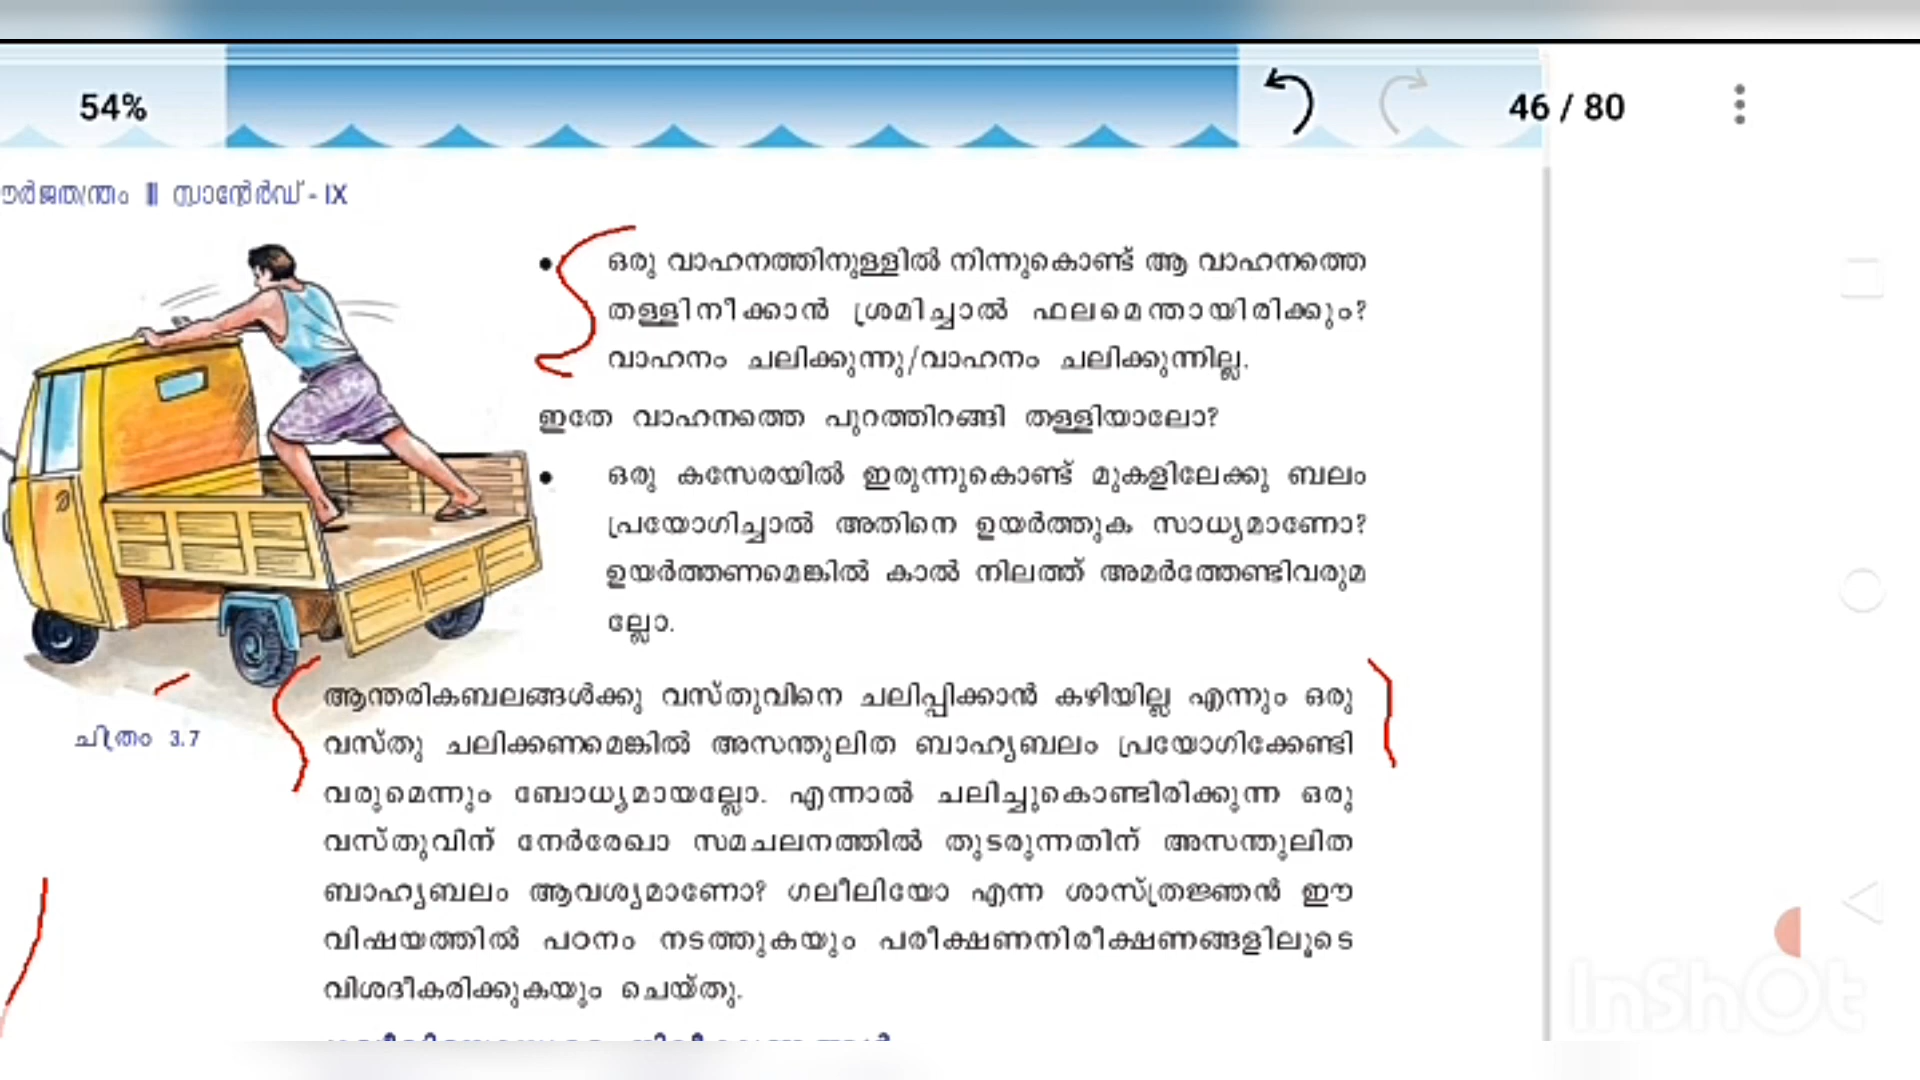 54%
46 / 80
സ്റ്റാൻഡേർഡ് - IX
ഒരു വാഹനത്തിനുള്ളിൽ നിന്നുകൊണ്ട് ആ വാഹനത്തെ
തള്ളിനീക്കാൻ ശ്രമിച്ചാൽ ഫലമെന്തായിരിക്കും?
വാഹനം ചലിക്കുന്നു/വാഹനം ചലിക്കുന്നില്ല.
ഇതേ വാഹനത്തെ പുറത്തിറങ്ങി തള്ളിയാലോ?
ഒരു കസേരയിൽ ഇരുന്നുകൊണ്ട് മുകളിലേക്കു ബലം
പ്രയോഗിച്ചാൽ അതിനെ ഉയർത്തുക സാധ്യമാണോ?
ഉയർത്തണമെങ്കിൽ കാൽ നിലത്ത് അമർത്തേണ്ടിവരുമ
ല്ലോ.
ആന്തരികബലങ്ങൾക്കു വസ്തുവിനെ ചലിപ്പിക്കാൻ കഴിയില്ല എന്നും ഒരു
വസ്തു ചലിക്കണമെങ്കിൽ അസന്തുലിത ബാഹ്യബലം പ്രയോഗിക്കേണ്ടി
ചിത്രം 3.7
വരുമെന്നും ബോധ്യമായല്ലോ. എന്നാൽ ചലിച്ചുകൊണ്ടിരിക്കുന്ന ഒരു
വസ്തുവിന് നേർരേഖാ സമചലനത്തിൽ തുടരുന്നതിന് അസന്തുലിത
ബാഹ്യബലം ആവശ്യമാണോ? ഗലീലിയോ എന്ന ശാസ്ത്രജ്ഞൻ ഈ
വിഷയത്തിൽ പഠനം നടത്തുകയും പരീക്ഷണനിരീക്ഷണങ്ങളിലൂടെ
വിശദീകരിക്കുകയും ചെയ്തു.
InShOt